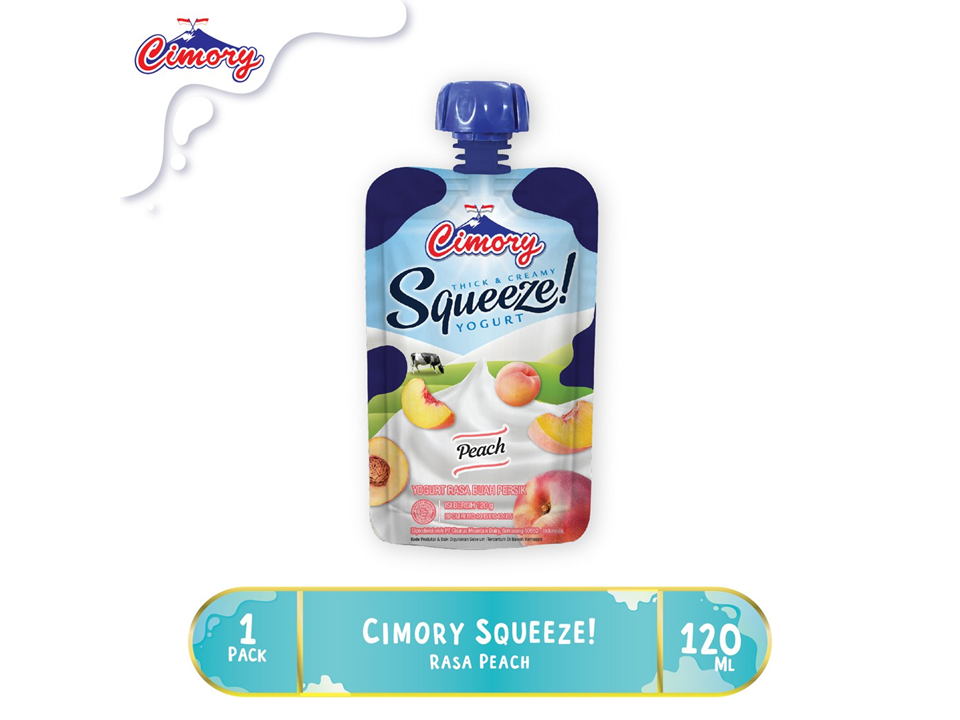 Cimory
Cimory
THICK & CREAMY
Squeeze!
YOGURT
Peach
YOGURT RASA BUAH PERSIK
1
PACK
CIMORY SQUEEZE!
RASA PEACH
120
ML